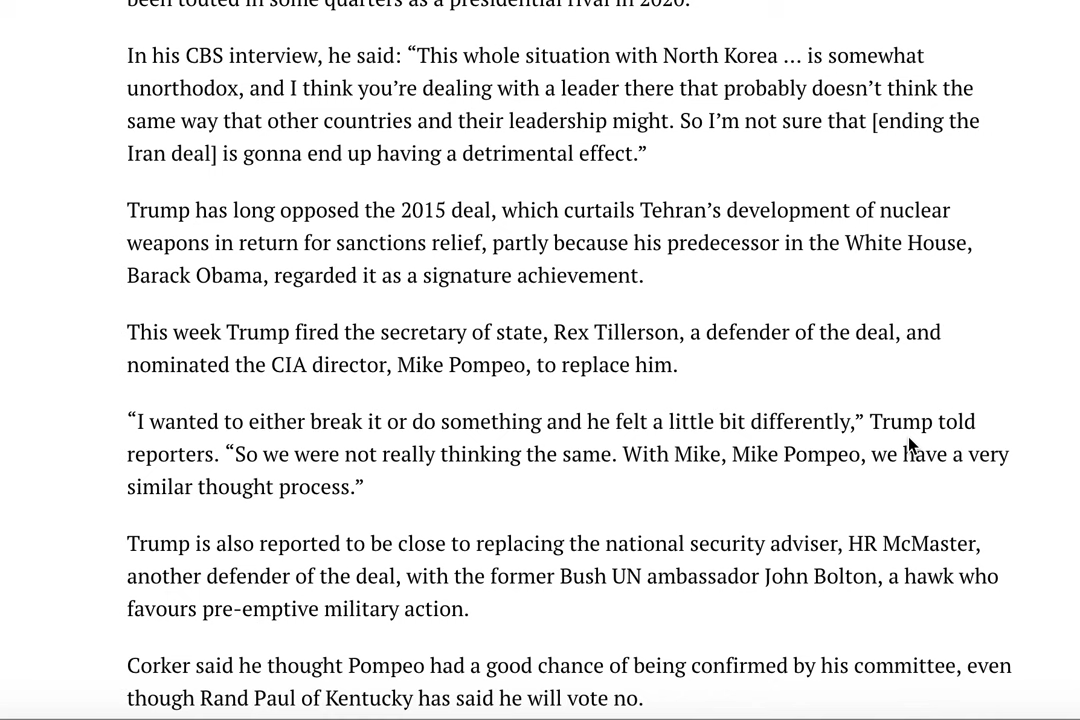 been touted in some quarters as a presidential rival in 2020.
In his CBS interview, he said: “This whole situation with North Korea … is somewhat
unorthodox, and I think you’re dealing with a leader there that probably doesn’t think the
same way that other countries and their leadership might. So I’m not sure that [ending the
Iran deal] is gonna end up having a detrimental effect.”
Trump has long opposed the 2015 deal, which curtails Tehran’s development of nuclear
weapons in return for sanctions relief, partly because his predecessor in the White House,
Barack Obama, regarded it as a signature achievement.
This week Trump fired the secretary of state, Rex Tillerson, a defender of the deal, and
nominated the CIA director, Mike Pompeo, to replace him.
“I wanted to either break it or do something and he felt a little bit differently,” Trump told
reporters. “So we were not really thinking the same. With Mike, Mike Pompeo, we have a very
similar thought process.”
Trump is also reported to be close to replacing the national security adviser, HR McMaster,
another defender of the deal, with the former Bush UN ambassador John Bolton, a hawk who
favours pre-emptive military action.
Corker said he thought Pompeo had a good chance of being confirmed by his committee, even
though Rand Paul of Kentucky has said he will vote no.